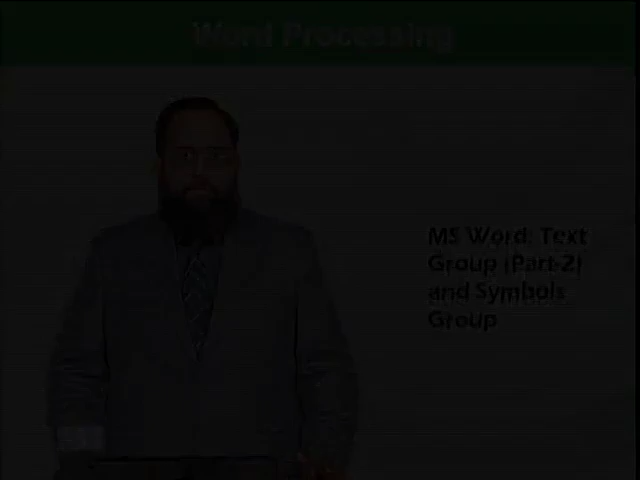 Word Processing
MS Word: Text
Group (Part-2)
and Symbols
Group